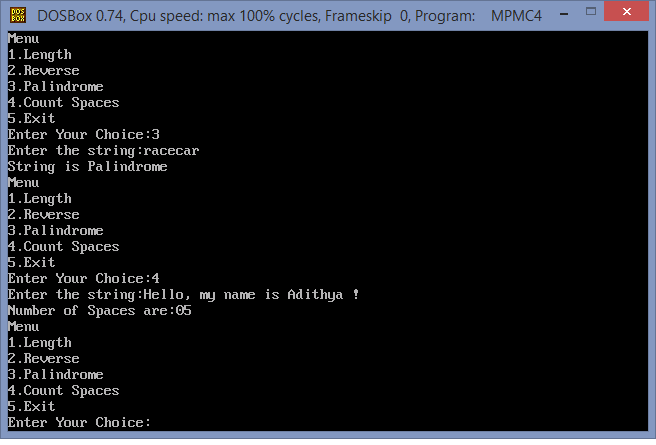 DOSBox 0.74, Cpu speed: max 100% cycles, Frameskip 0, Program: MPMC4
DOS
BOX
Menu
1.Length
2.Reverse
3.Palindrome
4.Count Spaces
5.Exit
Enter Your Choice:3
Enter the string:racecar
String is Palindrome
Menu
1.Length
2.Reverse
3.Palindrome
4.Count Spaces
5.Exit
Enter Your Choice:4
Enter the string:Hello, my name is Adithya !
Number of Spaces are:05
Menu
1.Length
2.Reverse
3.Palindrome
4.Count Spaces
5.Exit
Enter Your Choice: